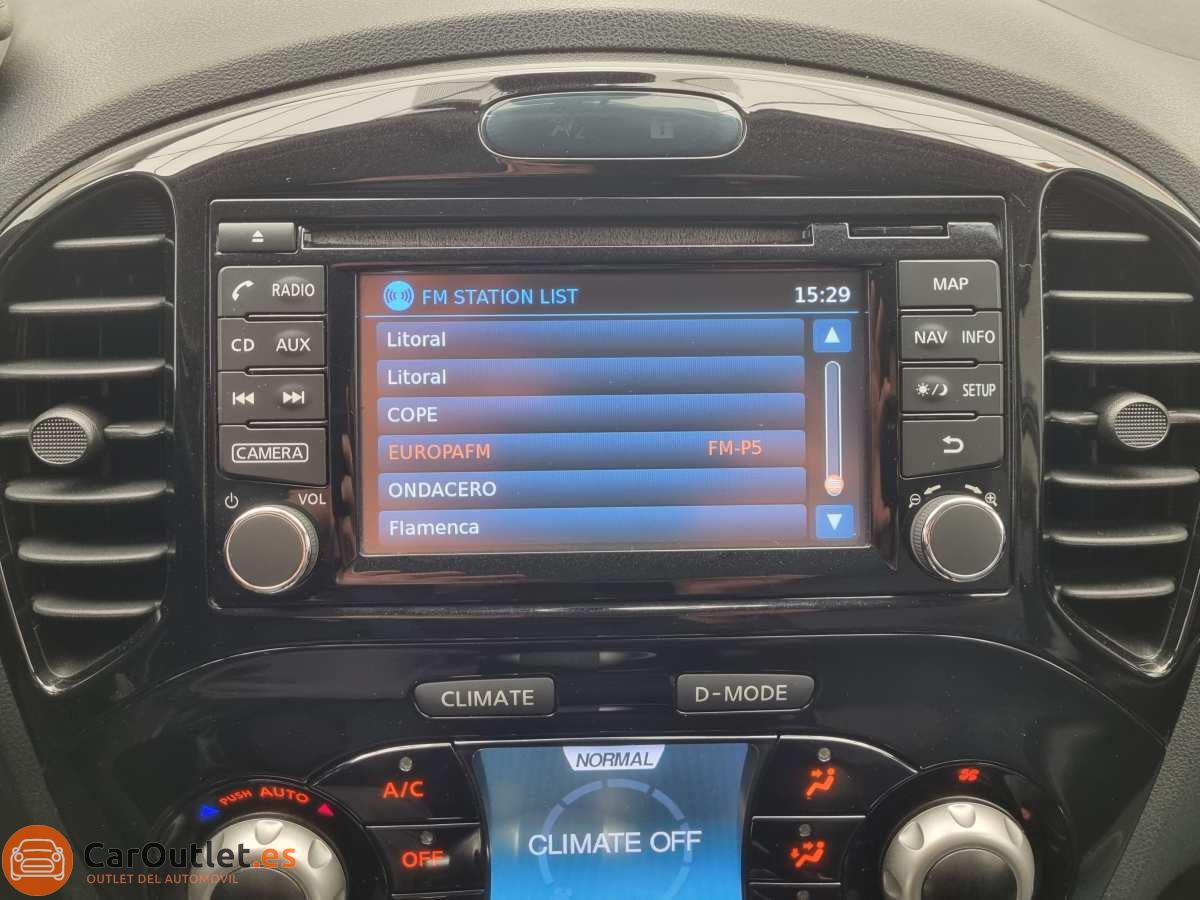 RADIO
CD AUX
CAMERA
VOL
FM STATION LIST 15:29
Litoral
Litoral
COPE
EUROPAFM FM-P5
ONDACERO
Flamenca
MAP
NAV INFO
SETUP
CLIMATE
D-MODE
PUSH AUTO
A/C
OFF
NORMAL
CLIMATE OFF
CarOutlet.es
OUTLET DEL AUTOMÓVIL